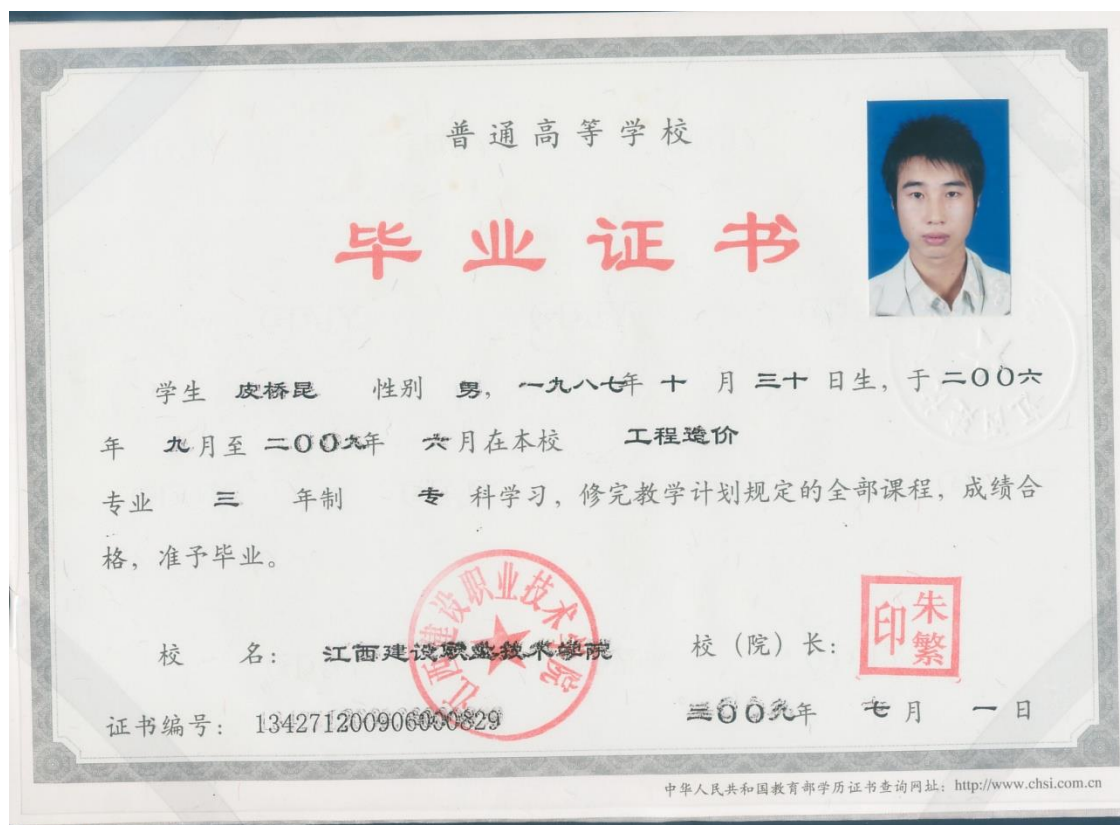 普通高等学校
毕业证书
学生 皮桥昆 性别 男，一九八七年 十 月 三十 日生，于 二00六
年 九月至 二00九年 六月在本校 工程造价
专业 三 年制 专 科学习，修完教学计划规定的全部课程，成绩合
格，准予毕业。
江西建设职业技术学院
朱繁印
校 名： 江西建设职业技术学院 校（院）长：
证书编号： 134271200906000829 二00九年 七月 一日
中华人民共和国教育部学历证书查询网址：http://www.chsi.com.cn